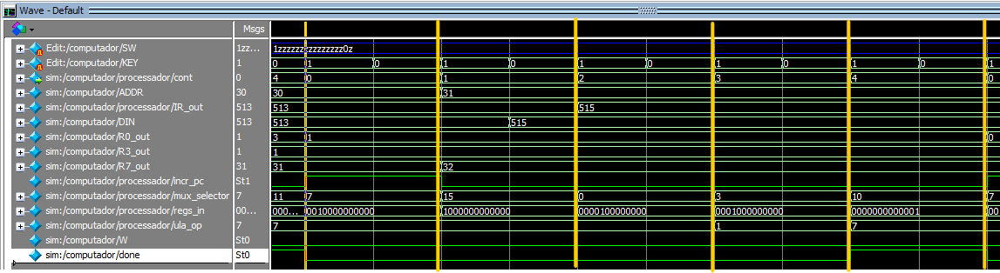 Wave - Default
Msgs
Edit:/computador/SW 1zz... 1zzzzzzzzzzzzzzzz0z
Edit:/computador/KEY 1 0 1 0 1 0 1 0 1 0 1 0 1
sim:/computador/processador/cont 0 4 0 1 2 3 4 0
sim:/computador/ADDR 30 30 31
sim:/computador/processador/IR_out 513 513 515
sim:/computador/DIN 513 513 515
sim:/computador/R0_out 1 3 1 0
sim:/computador/R3_out 1 1
sim:/computador/R7_out 31 31 32
sim:/computador/processador/incr_pc St1
sim:/computador/processador/mux_selector 7 11 7 15 0 3 10 7
sim:/computador/processador/regs_in 00... 000... 0010000000000 1000000000000 0000100000000 0001000000000 0000000000001 00
sim:/computador/processador/ula_op 7 7 1 7
sim:/computador/W St0
sim:/computador/done St0